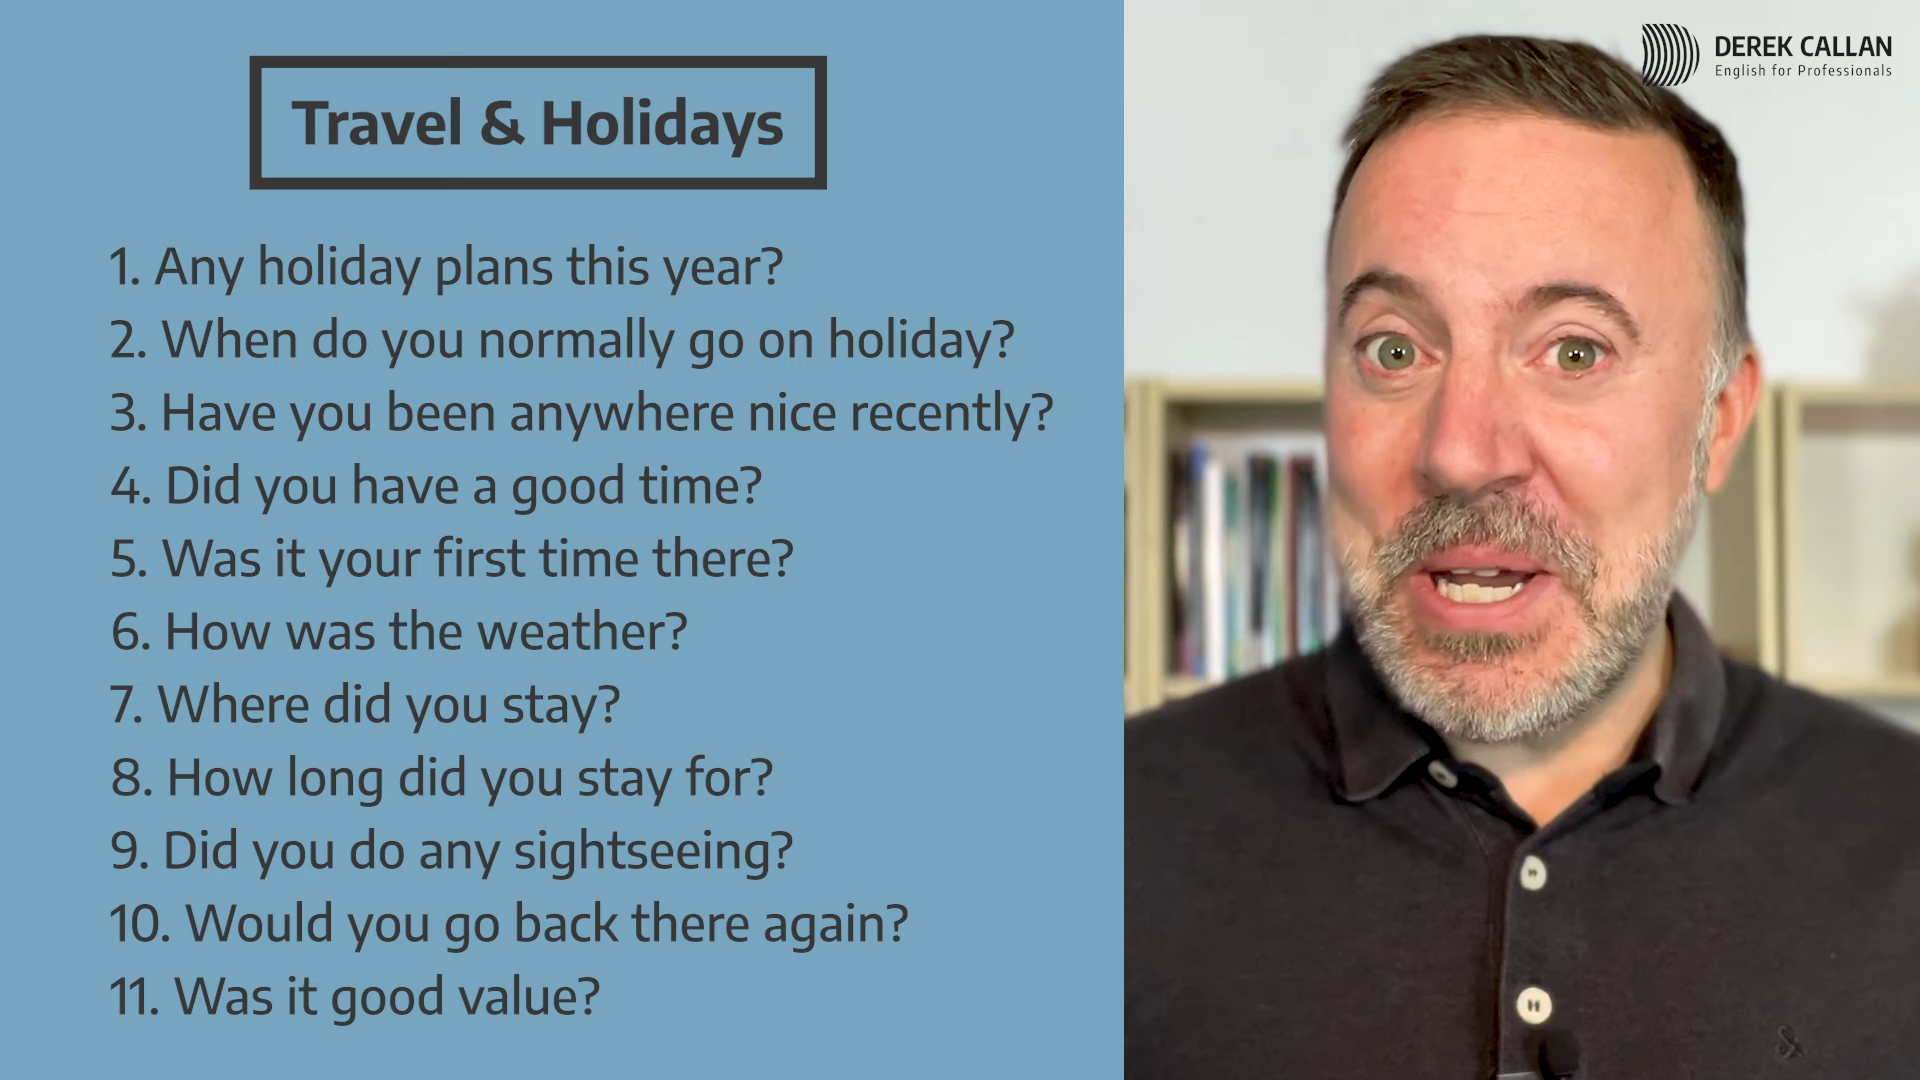 Travel & Holidays
1. Any holiday plans this year?
2. When do you normally go on holiday?
3. Have you been anywhere nice recently?
4. Did you have a good time?
5. Was it your first time there?
6. How was the weather?
7. Where did you stay?
8. How long did you stay for?
9. Did you do any sightseeing?
10. Would you go back there again?
11. Was it good value?
DEREK CALLAN
English for Professionals